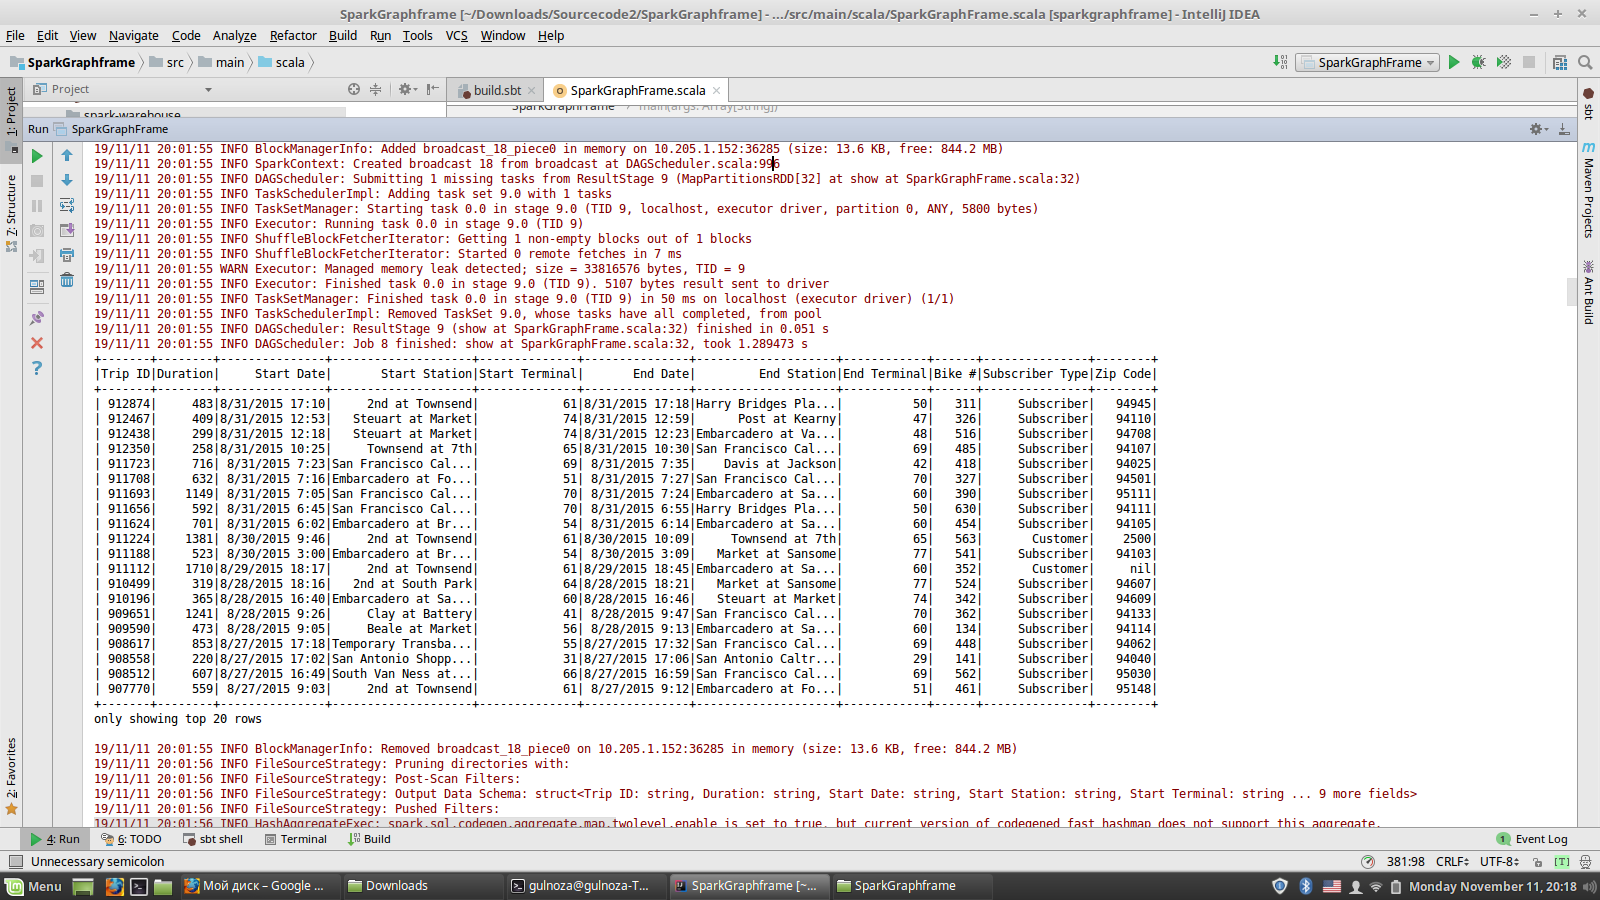 SparkGraphframe [~/Downloads/Sourcecode2/SparkGraphframe] - .../src/main/scala/SparkGraphFrame.scala [sparkgraphframe] - IntelliJ IDEA
File Edit View Navigate Code Analyze Refactor Build Run Tools VCS Window Help
SparkGraphframe src main scala SparkGraphFrame
Project build.sbt SparkGraphFrame.scala
spark-warehouse SparkGraphFrame main(args: Array[String])
Run SparkGraphFrame
1: Project
7: Structure
2: Favorites
sbt
Maven Projects
Ant Build
19/11/11 20:01:55 INFO BlockManagerInfo: Added broadcast_18_piece0 in memory on 10.205.1.152:36285 (size: 13.6 KB, free: 844.2 MB)
19/11/11 20:01:55 INFO SparkContext: Created broadcast 18 from broadcast at DAGScheduler.scala:996
19/11/11 20:01:55 INFO DAGScheduler: Submitting 1 missing tasks from ResultStage 9 (MapPartitionsRDD[32] at show at SparkGraphFrame.scala:32)
19/11/11 20:01:55 INFO TaskSchedulerImpl: Adding task set 9.0 with 1 tasks
19/11/11 20:01:55 INFO TaskSetManager: Starting task 0.0 in stage 9.0 (TID 9, localhost, executor driver, partition 0, ANY, 5800 bytes)
19/11/11 20:01:55 INFO Executor: Running task 0.0 in stage 9.0 (TID 9)
19/11/11 20:01:55 INFO ShuffleBlockFetcherIterator: Getting 1 non-empty blocks out of 1 blocks
19/11/11 20:01:55 INFO ShuffleBlockFetcherIterator: Started 0 remote fetches in 7 ms
19/11/11 20:01:55 WARN Executor: Managed memory leak detected; size = 33816576 bytes, TID = 9
19/11/11 20:01:55 INFO Executor: Finished task 0.0 in stage 9.0 (TID 9). 5107 bytes result sent to driver
19/11/11 20:01:55 INFO TaskSetManager: Finished task 0.0 in stage 9.0 (TID 9) in 50 ms on localhost (executor driver) (1/1)
19/11/11 20:01:55 INFO TaskSchedulerImpl: Removed TaskSet 9.0, whose tasks have all completed, from pool
19/11/11 20:01:55 INFO DAGScheduler: ResultStage 9 (show at SparkGraphFrame.scala:32) finished in 0.051 s
19/11/11 20:01:55 INFO DAGScheduler: Job 8 finished: show at SparkGraphFrame.scala:32, took 1.289473 s
+-------+--------+---------------+--------------------+--------------+---------------+--------------------+------------+------+---------------+--------+
|Trip ID|Duration|     Start Date|       Start Station|Start Terminal|       End Date|         End Station|End Terminal|Bike #|Subscriber Type|Zip Code|
+-------+--------+---------------+--------------------+--------------+---------------+--------------------+------------+------+---------------+--------+
| 912874|     483|8/31/2015 17:10|     2nd at Townsend|            61|8/31/2015 17:18|Harry Bridges Pla...|          50|   311|     Subscriber|   94945|
| 912467|     409|8/31/2015 12:53|   Steuart at Market|            74|8/31/2015 12:59|      Post at Kearny|          47|   326|     Subscriber|   94110|
| 912438|     299|8/31/2015 12:18|   Steuart at Market|            74|8/31/2015 12:23|Embarcadero at Va...|          48|   516|     Subscriber|   94708|
| 912350|     258|8/31/2015 10:25|     Townsend at 7th|            65|8/31/2015 10:30|San Francisco Cal...|          69|   485|     Subscriber|   94107|
| 911723|     716| 8/31/2015 7:23|San Francisco Cal...|            69| 8/31/2015 7:35|    Davis at Jackson|          42|   418|     Subscriber|   94025|
| 911708|     632| 8/31/2015 7:16|Embarcadero at Fo...|            51| 8/31/2015 7:27|San Francisco Cal...|          70|   327|     Subscriber|   94501|
| 911693|    1149| 8/31/2015 7:05|San Francisco Cal...|            70| 8/31/2015 7:24|Embarcadero at Sa...|          60|   390|     Subscriber|   95111|
| 911656|     592| 8/31/2015 6:45|San Francisco Cal...|            70| 8/31/2015 6:55|Harry Bridges Pla...|          50|   630|     Subscriber|   94111|
| 911624|     701| 8/31/2015 6:02|Embarcadero at Br...|            54| 8/31/2015 6:14|Embarcadero at Sa...|          60|   454|     Subscriber|   94105|
| 911224|    1381| 8/30/2015 9:46|     2nd at Townsend|            61|8/30/2015 10:09|     Townsend at 7th|          65|   563|       Customer|    2500|
| 911188|     523| 8/30/2015 3:00|Embarcadero at Br...|            54| 8/30/2015 3:09|   Market at Sansome|          77|   541|     Subscriber|   94103|
| 911112|    1710|8/29/2015 18:17|     2nd at Townsend|            61|8/29/2015 18:45|Embarcadero at Sa...|          60|   352|       Customer|     nil|
| 910499|     319|8/28/2015 18:16|   2nd at South Park|            64|8/28/2015 18:21|   Market at Sansome|          77|   524|     Subscriber|   94607|
| 910196|     365|8/28/2015 16:40|Embarcadero at Sa...|            60|8/28/2015 16:46|   Steuart at Market|          74|   342|     Subscriber|   94609|
| 909651|    1241| 8/28/2015 9:26|     Clay at Battery|            41| 8/28/2015 9:47|San Francisco Cal...|          70|   362|     Subscriber|   94133|
| 909590|     473| 8/28/2015 9:05|     Beale at Market|            56| 8/28/2015 9:13|Embarcadero at Sa...|          60|   134|     Subscriber|   94114|
| 908617|     853|8/27/2015 17:18|Temporary Transba...|            55|8/27/2015 17:32|San Francisco Cal...|          69|   448|     Subscriber|   94062|
| 908558|     220|8/27/2015 17:02|San Antonio Shopp...|            31|8/27/2015 17:06|San Antonio Caltr...|          29|   141|     Subscriber|   94040|
| 908512|     607|8/27/2015 16:49|South Van Ness at...|            66|8/27/2015 16:59|San Francisco Cal...|          69|   562|     Subscriber|   95030|
| 907770|     559| 8/27/2015 9:03|     2nd at Townsend|            61| 8/27/2015 9:12|Embarcadero at Fo...|          51|   461|     Subscriber|   95148|
+-------+--------+---------------+--------------------+--------------+---------------+--------------------+------------+------+---------------+--------+
only showing top 20 rows
19/11/11 20:01:55 INFO BlockManagerInfo: Removed broadcast_18_piece0 on 10.205.1.152:36285 in memory (size: 13.6 KB, free: 844.2 MB)
19/11/11 20:01:56 INFO FileSourceStrategy: Pruning directories with:
19/11/11 20:01:56 INFO FileSourceStrategy: Post-Scan Filters:
19/11/11 20:01:56 INFO FileSourceStrategy: Output Data Schema: struct<Trip ID: string, Duration: string, Start Date: string, Start Station: string, Start Terminal: string ... 9 more fields>
19/11/11 20:01:56 INFO FileSourceStrategy: Pushed Filters:
19/11/11 20:01:56 INFO HashAggregateExec: spark.sql.codegen.aggregate.map.twolevel.enable is set to true, but current version of codegened fast hashmap does not support this aggregate.
4: Run 6: TODO sbt shell Terminal Build 1 Event Log
Unnecessary semicolon 381:98 CRLF UTF-8 [T]
Menu Мой диск – Google ... Downloads gulnoza@gulnoza-T... SparkGraphframe [~... SparkGraphframe Monday November 11, 20:18